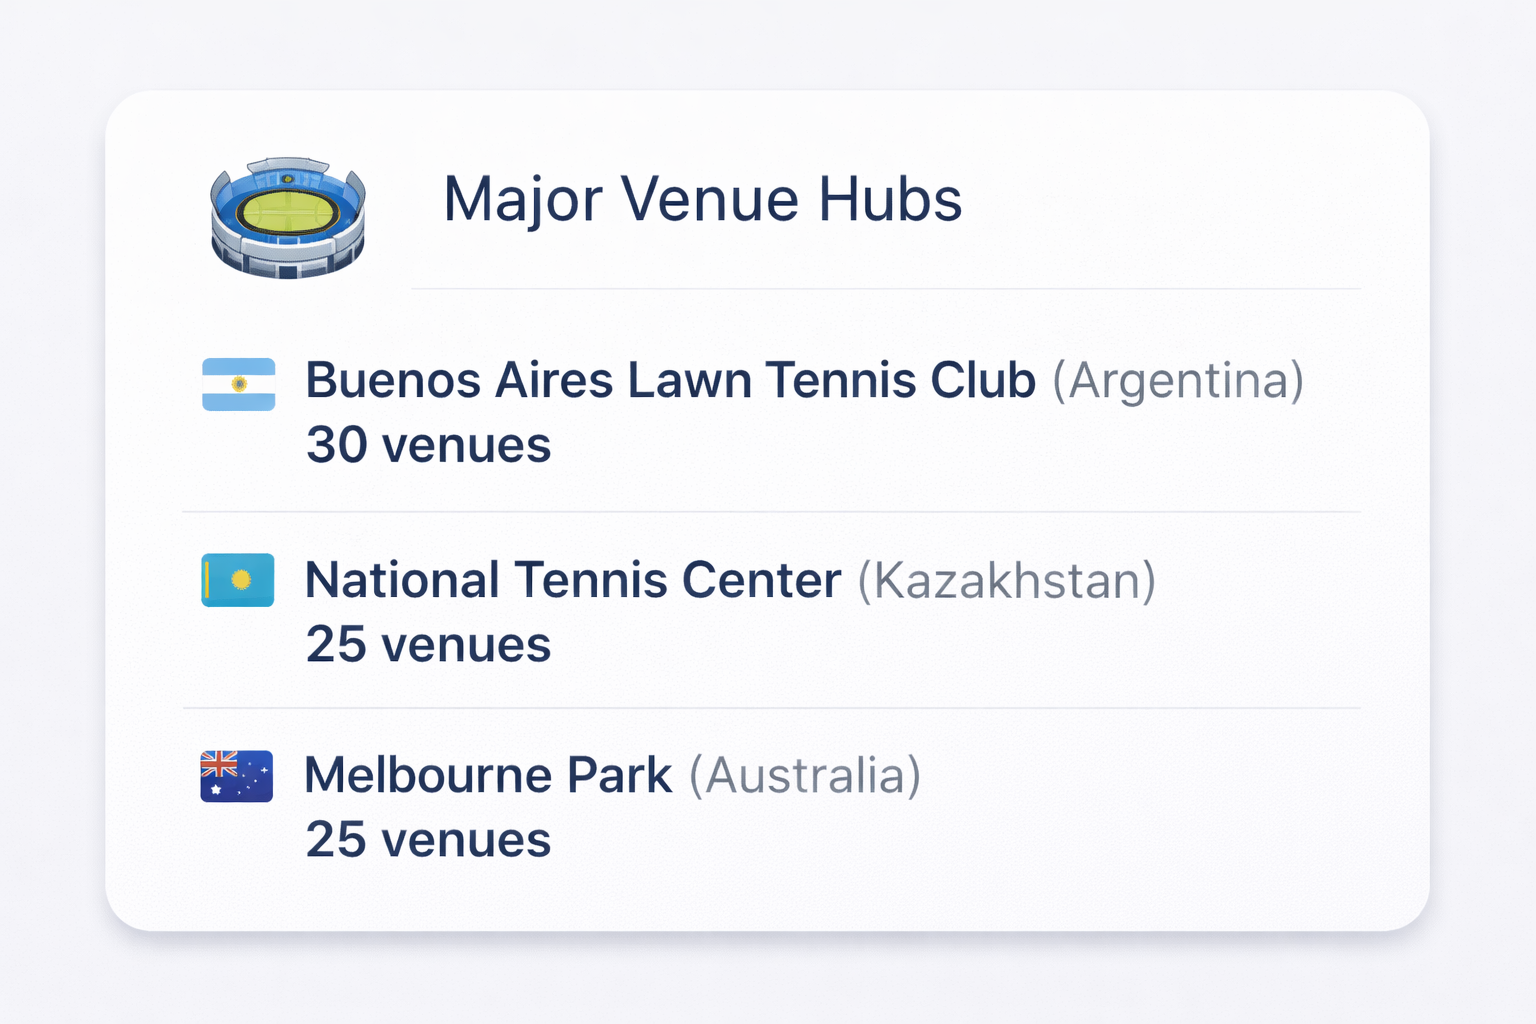 Major Venue Hubs
Buenos Aires Lawn Tennis Club (Argentina)
30 venues
National Tennis Center (Kazakhstan)
25 venues
Melbourne Park (Australia)
25 venues